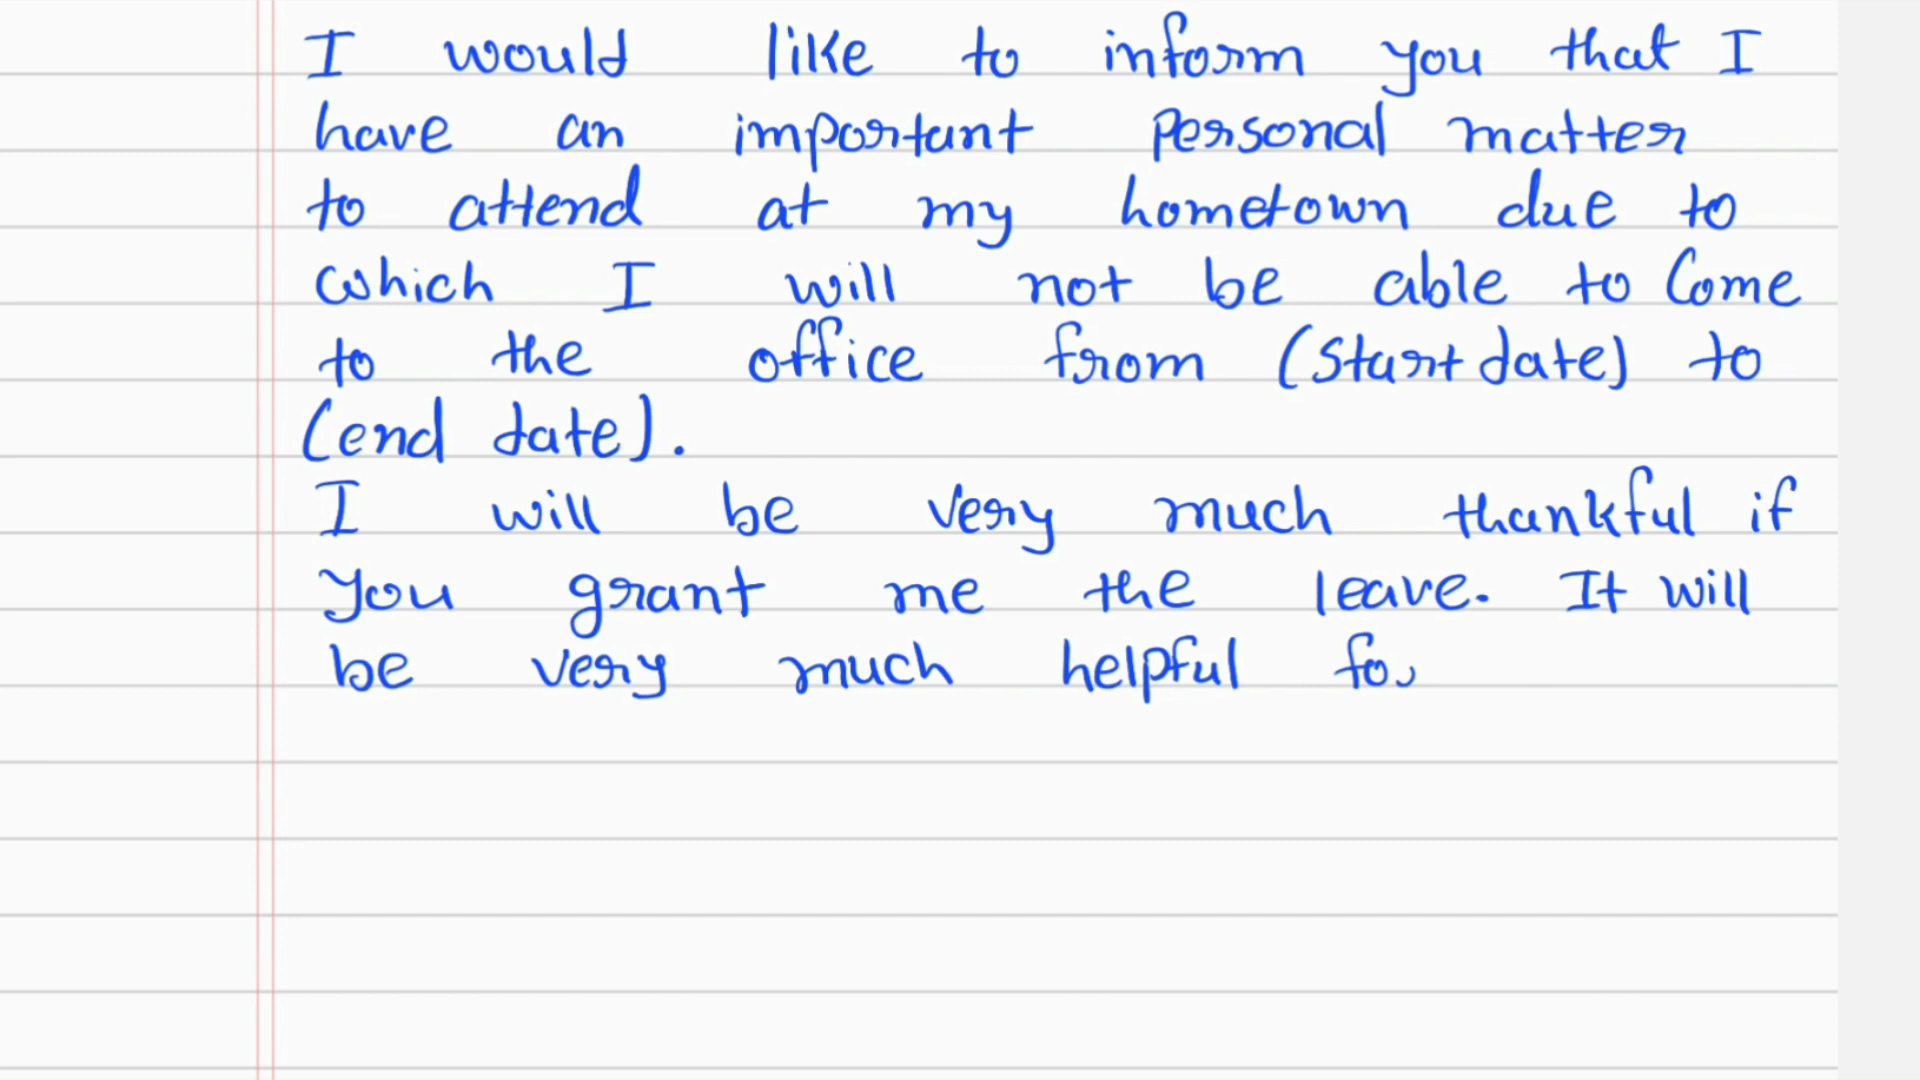 I would like to inform you that I
have an important personal matter
to attend at my hometown due to
which I will not be able to Come
to the office from (start date) to
(end date).
I will be very much thankful if
you grant me the leave. It will
be very much helpful